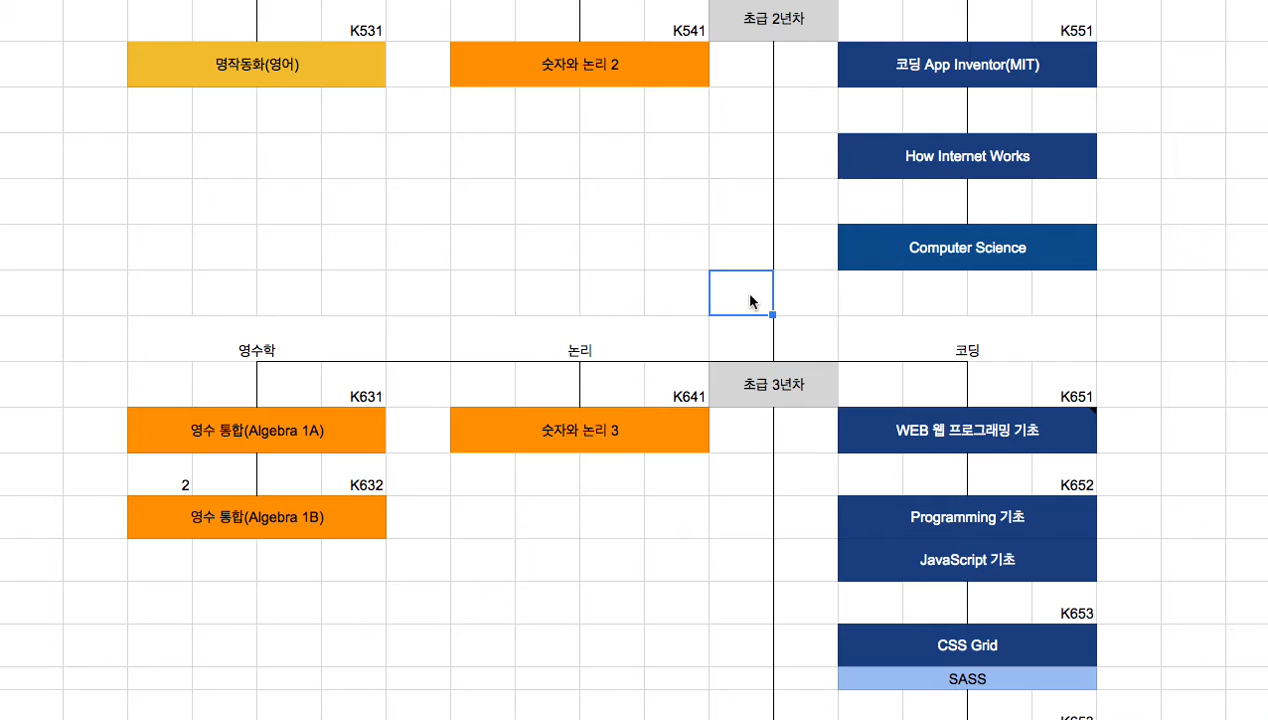 초급 2년차
K531
K541
K551
명작동화(영어)
숫자와 논리 2
코딩 App Inventor(MIT)
How Internet Works
Computer Science
영수학
논리
코딩
초급 3년차
K631
K641
K651
영수 통합(Algebra 1A)
숫자와 논리 3
WEB 웹 프로그래밍 기초
2
K632
K652
영수 통합(Algebra 1B)
Programming 기초
JavaScript 기초
K653
CSS Grid
SASS